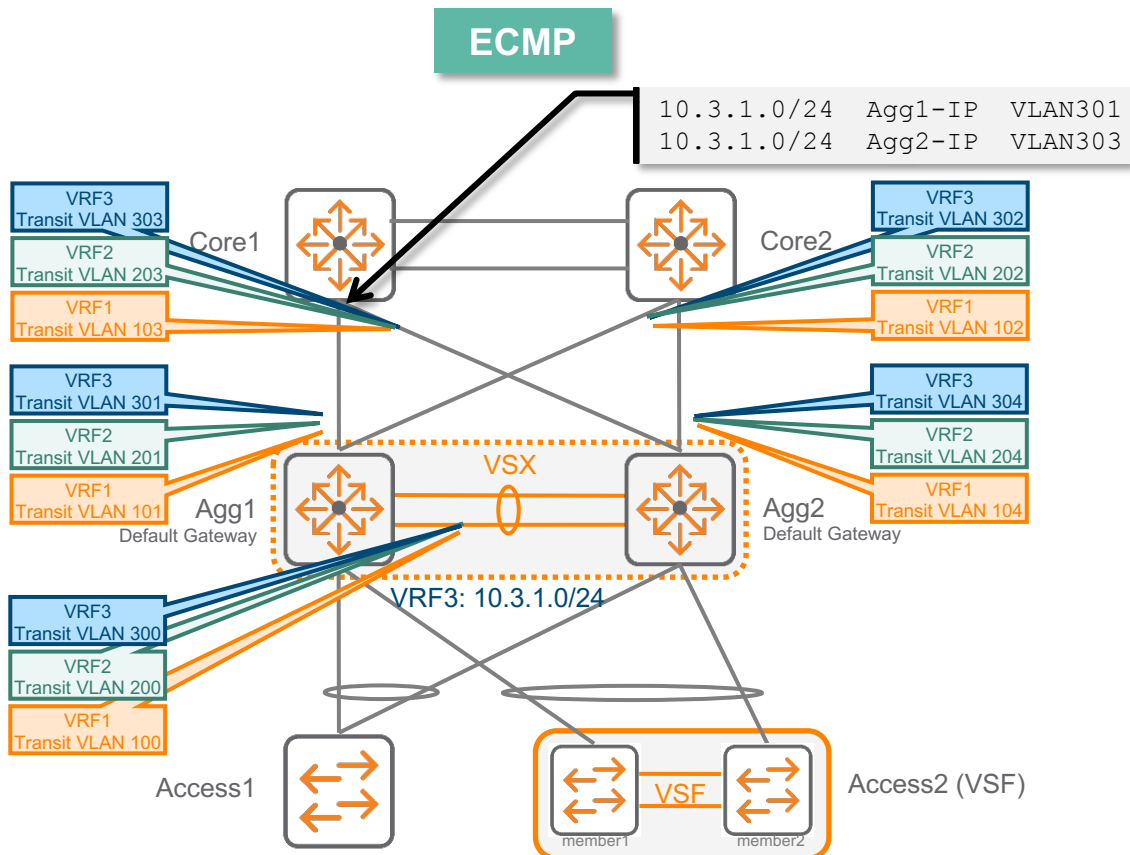 ECMP
10.3.1.0/24 Agg1-IP VLAN301
10.3.1.0/24 Agg2-IP VLAN303
VRF3
Transit VLAN 303
VRF2
Transit VLAN 203
VRF1
Transit VLAN 103
Core1
Core2
VRF3
Transit VLAN 302
VRF2
Transit VLAN 202
VRF1
Transit VLAN 102
VRF3
Transit VLAN 301
VRF2
Transit VLAN 201
VRF1
Transit VLAN 101
VRF3
Transit VLAN 304
VRF2
Transit VLAN 204
VRF1
Transit VLAN 104
VSX
Agg1
Default Gateway
Agg2
Default Gateway
VRF3: 10.3.1.0/24
VRF3
Transit VLAN 300
VRF2
Transit VLAN 200
VRF1
Transit VLAN 100
Access1
VSF
member1
member2
Access2 (VSF)